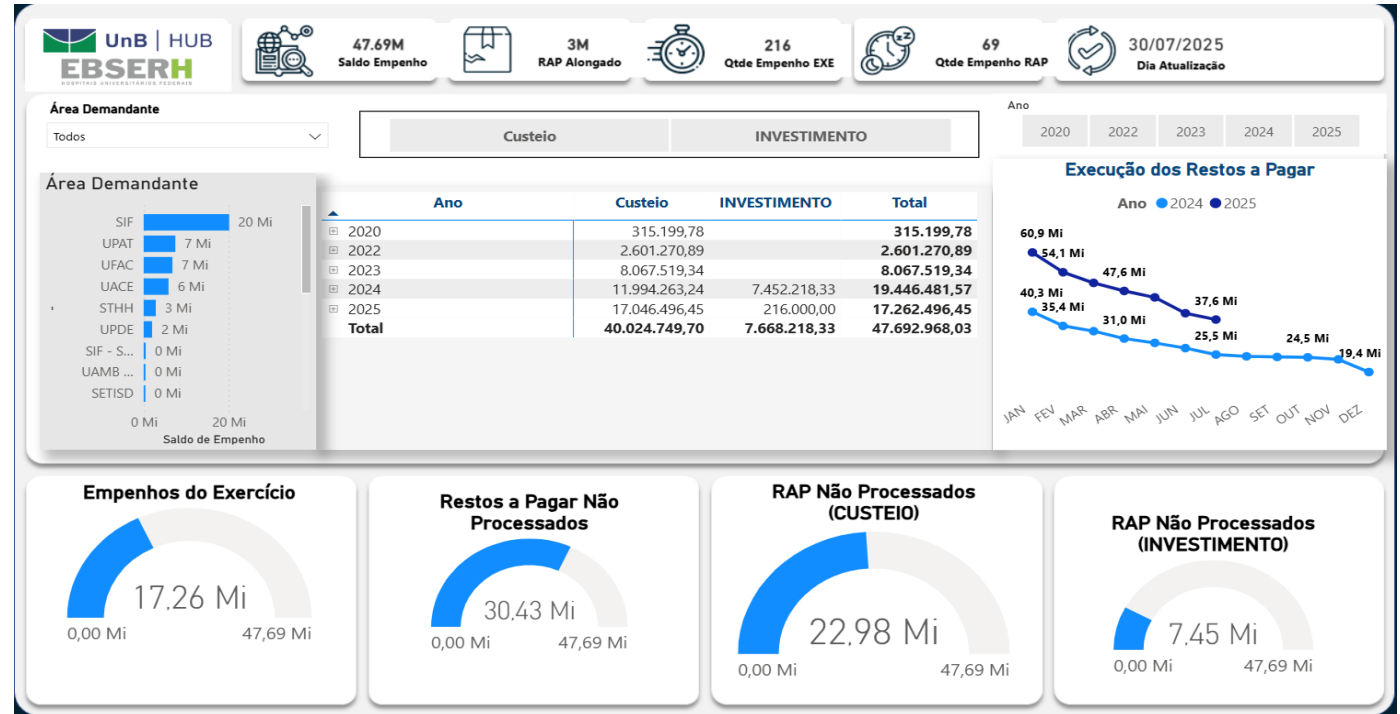 UnB | HUB
EBSERH
HOSPITAIS UNIVERSITÁRIOS FEDERAIS
47.69M
Saldo Empenho
3M
RAP Alongado
216
Qtde Empenho EXE
69
Qtde Empenho RAP
30/07/2025
Dia Atualização
Área Demandante
Todos
Custeio INVESTIMENTO
Ano
2020 2022 2023 2024 2025
Área Demandante
SIF 20 Mi
UPAT 7 Mi
UFAC 7 Mi
UACE 6 Mi
STHH 3 Mi
UPDE 2 Mi
SIF - S... 0 Mi
UAMB ... 0 Mi
SETISD 0 Mi
0 Mi 20 Mi
Saldo de Empenho
Ano Custeio INVESTIMENTO Total
2020 315.199,78 315.199,78
2022 2.601.270,89 2.601.270,89
2023 8.067.519,34 8.067.519,34
2024 11.994.263,24 7.452.218,33 19.446.481,57
2025 17.046.496,45 216.000,00 17.262.496,45
Total 40.024.749,70 7.668.218,33 47.692.968,03
Execução dos Restos a Pagar
Ano 2024 2025
60,9 Mi
54,1 Mi
47,6 Mi
37,6 Mi
40,3 Mi
35,4 Mi
31,0 Mi
25,5 Mi
24,5 Mi
19,4 Mi
JAN FEV MAR ABR MAI JUN JUL AGO SET OUT NOV DEZ
Empenhos do Exercício
17,26 Mi
0,00 Mi 47,69 Mi
Restos a Pagar Não
Processados
30,43 Mi
0,00 Mi 47,69 Mi
RAP Não Processados
(CUSTEIO)
22,98 Mi
0,00 Mi 47,69 Mi
RAP Não Processados
(INVESTIMENTO)
7,45 Mi
0,00 Mi 47,69 Mi